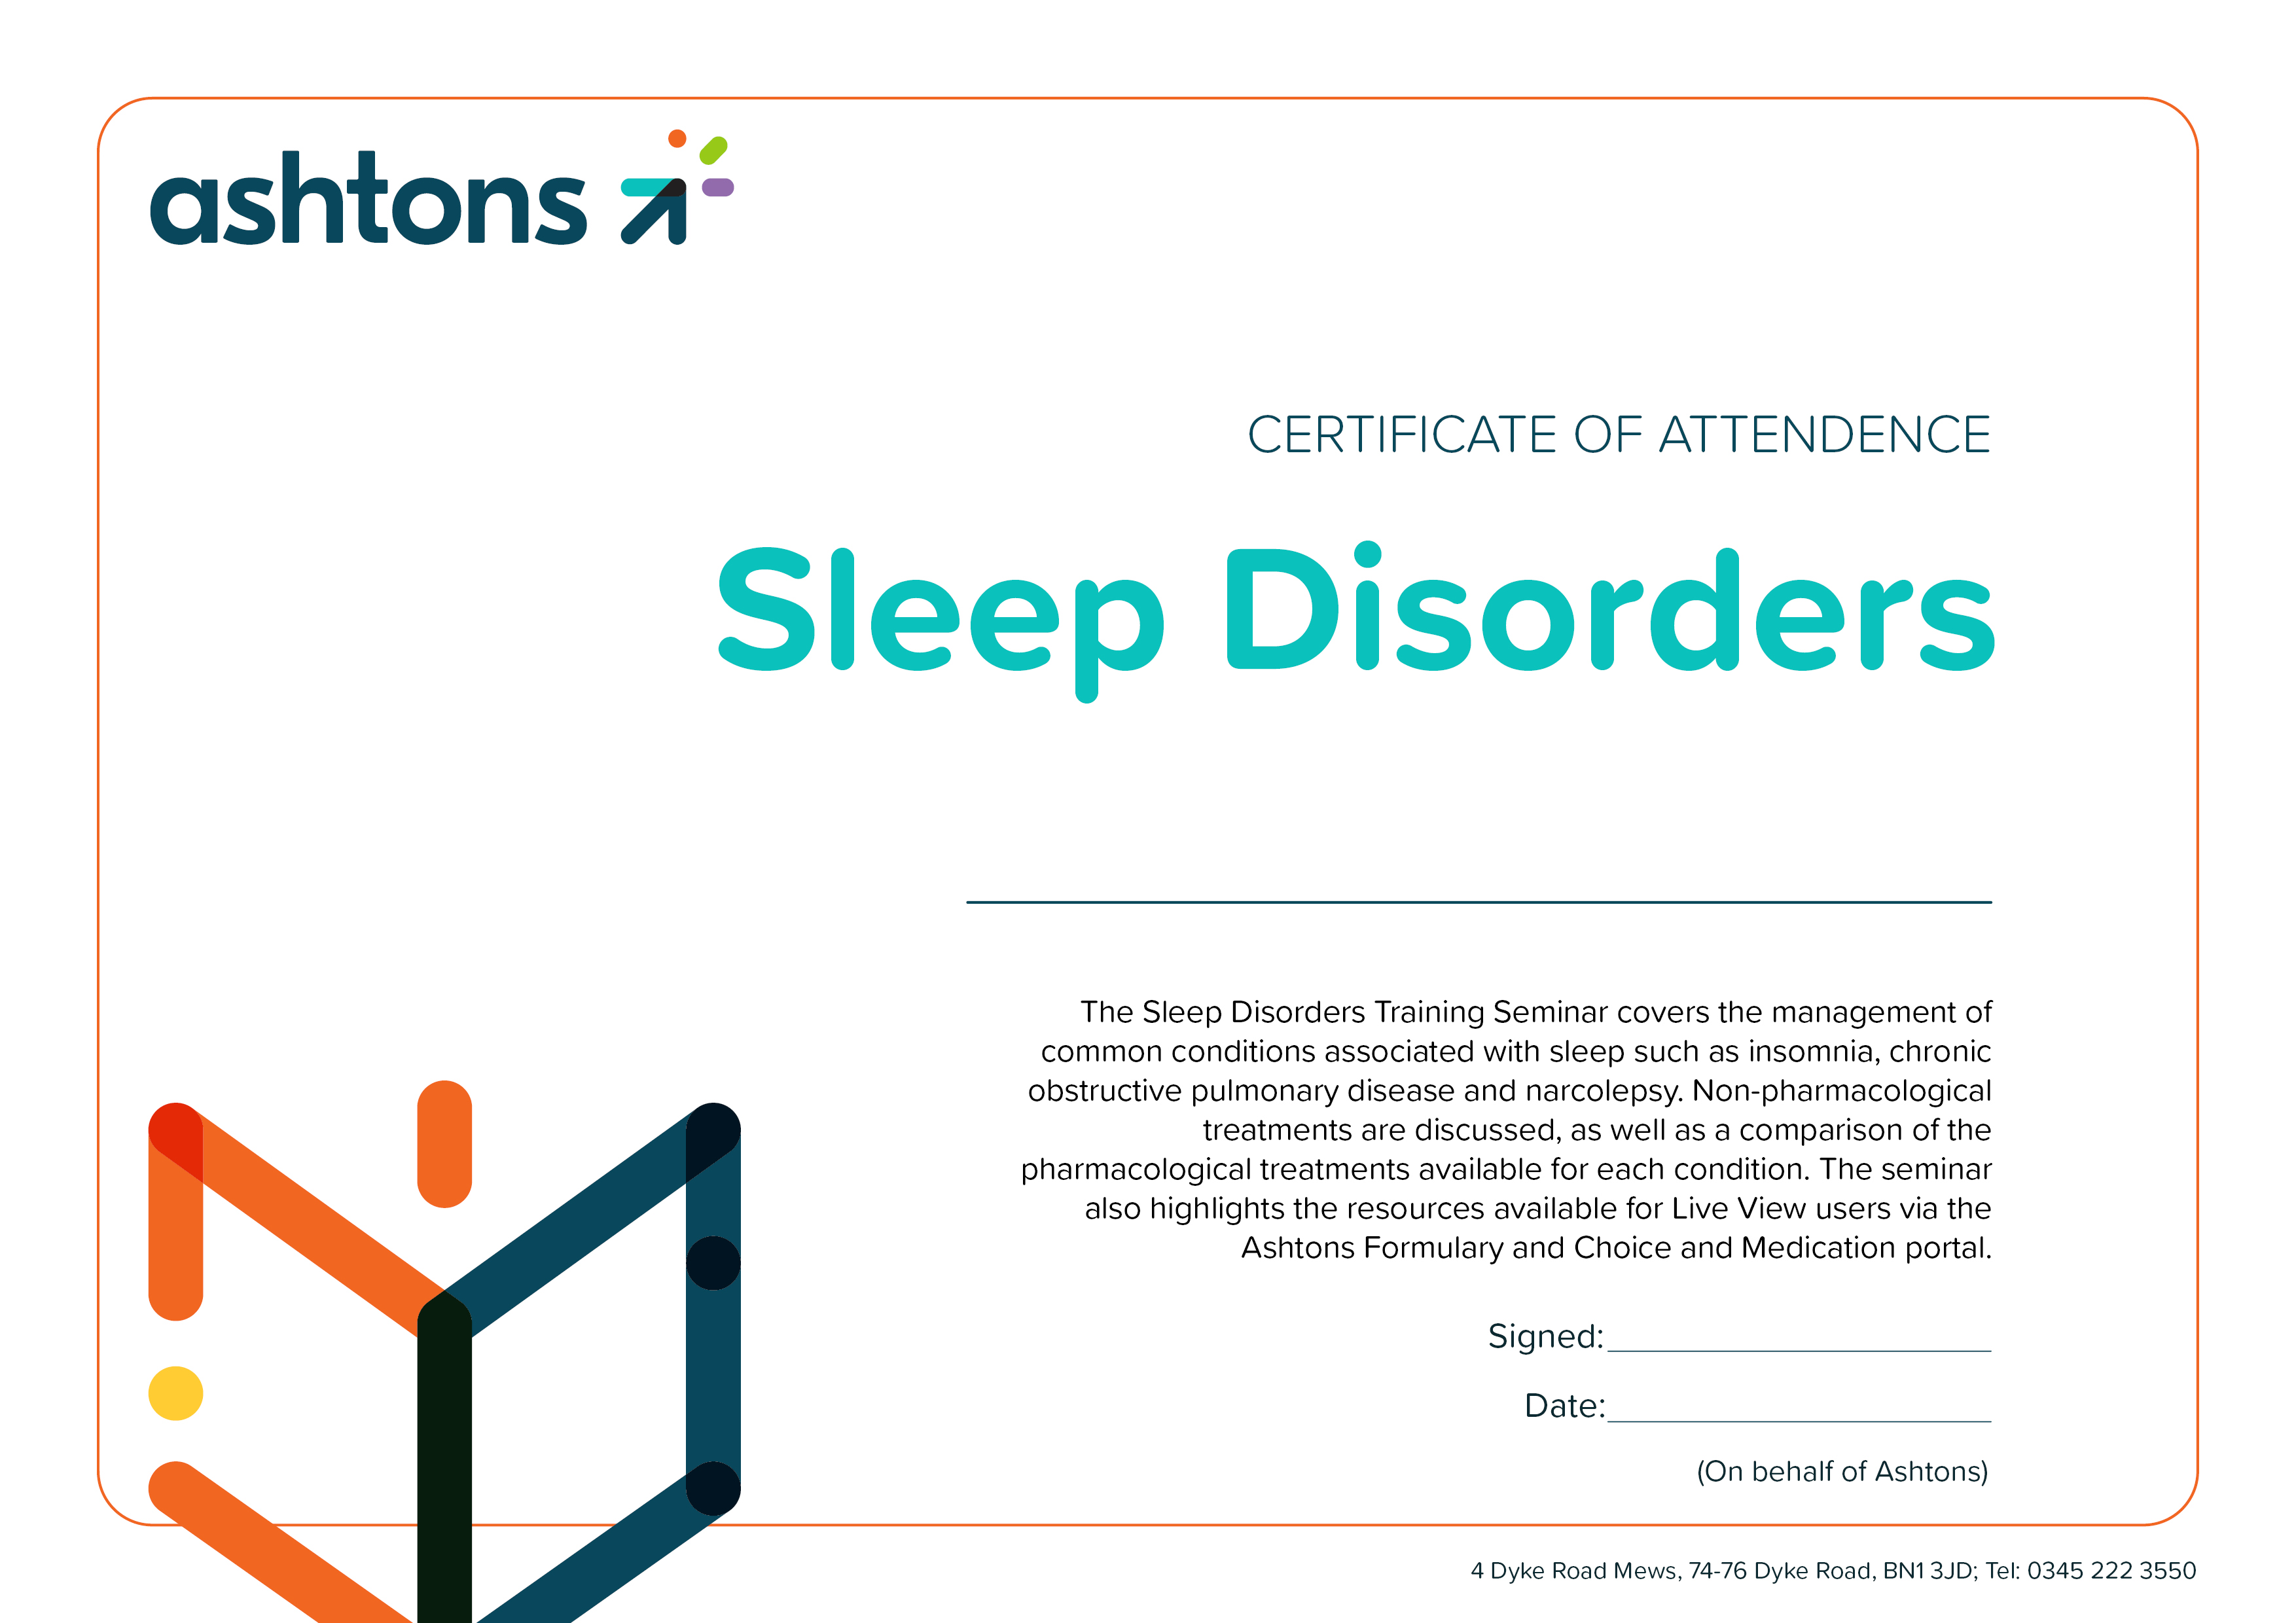 ashtons
CERTIFICATE OF ATTENDENCE
Sleep Disorders
The Sleep Disorders Training Seminar covers the management of
common conditions associated with sleep such as insomnia, chronic
obstructive pulmonary disease and narcolepsy. Non-pharmacological
treatments are discussed, as well as a comparison of the
pharmacological treatments available for each condition. The seminar
also highlights the resources available for Live View users via the
Ashtons Formulary and Choice and Medication portal.
Signed:
Date:
(On behalf of Ashtons)
4 Dyke Road Mews, 74-76 Dyke Road, BN1 3JD; Tel: 0345 222 3550